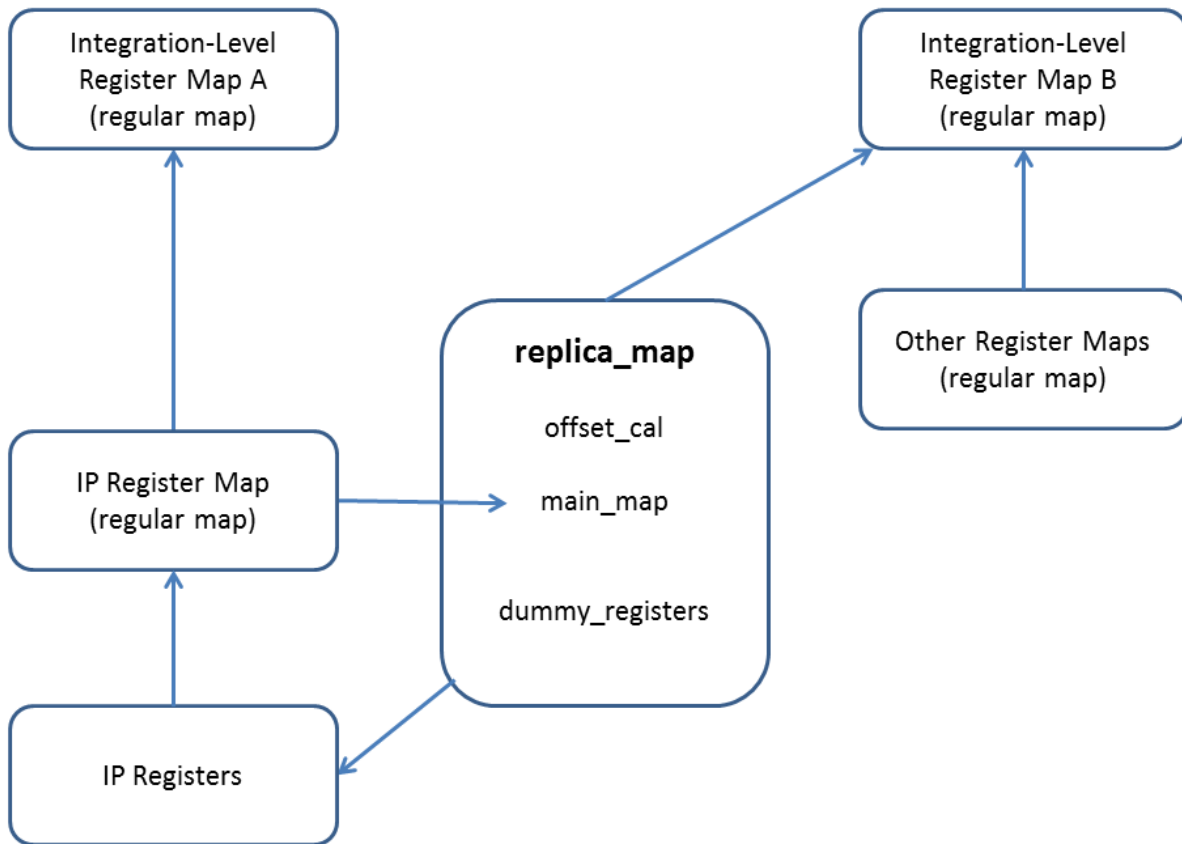 Integration-Level
Register Map A
(regular map)
Integration-Level
Register Map B
(regular map)
replica_map
offset_cal
main_map
dummy_registers
Other Register Maps
(regular map)
IP Register Map
(regular map)
IP Registers